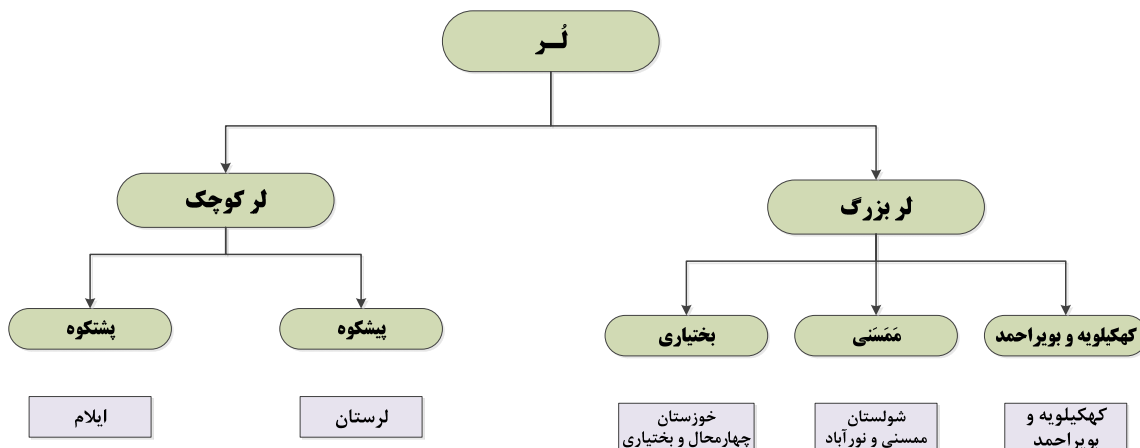 لُـر
لر بزرگ
لر کوچک
کهکیلویه و بویراحمد
مَمَسَنی
بختیاری
پیشکوه
پشتکوه
کهکیلویه و
بویراحمد
شولستان
ممسنی و نورآباد
خوزستان
چهارمحال و بختیاری
لرستان
ایلام